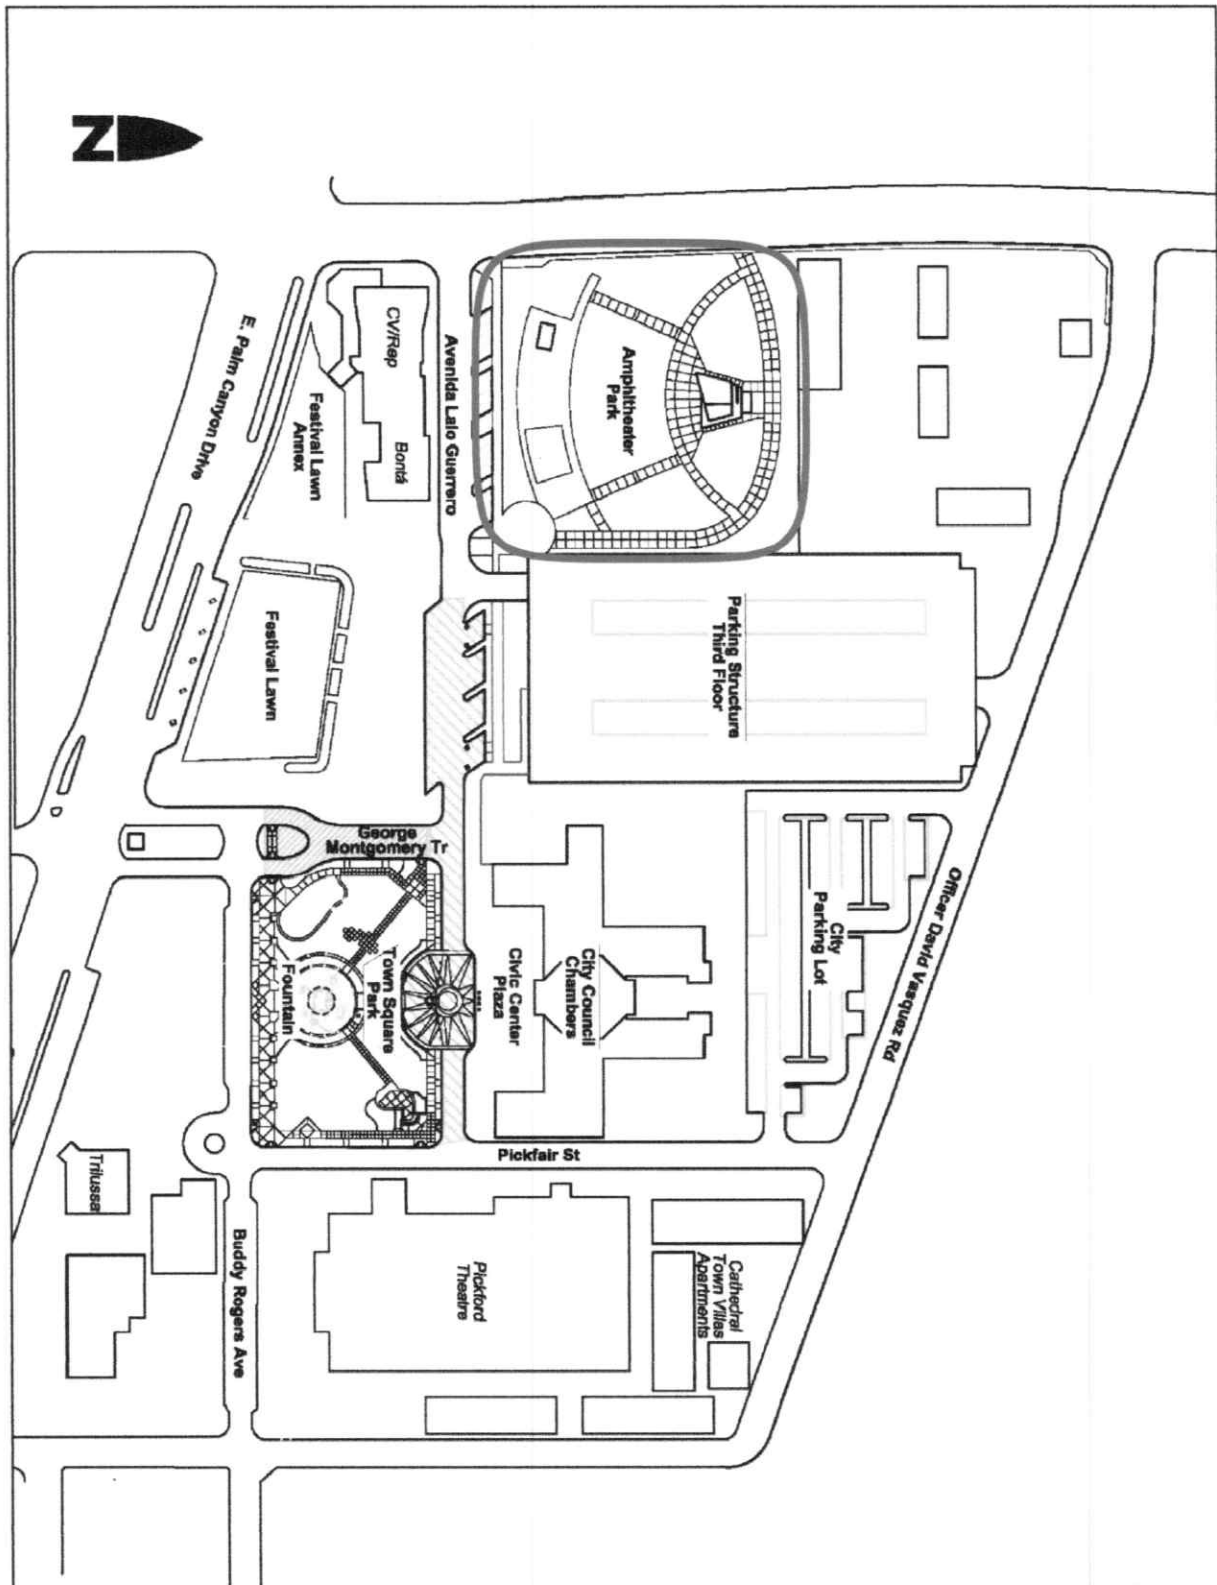 N
E. Palm Canyon Drive
CV/Rep
Bontá
Festival Lawn
Annex
Avenida Lalo Guerrero
Amphitheater
Park
Festival Lawn
Parking Structure
Third Floor
George
Montgomery Tr
City
Parking Lot
Officer David Vasquez Rd
Fountain
Town Square
Park
Civic Center
Plaza
City Council
Chambers
Pickfair St
Trilussa
Buddy Rogers Ave
Pickford
Theatre
Cathedral
Town Villas
Apartments